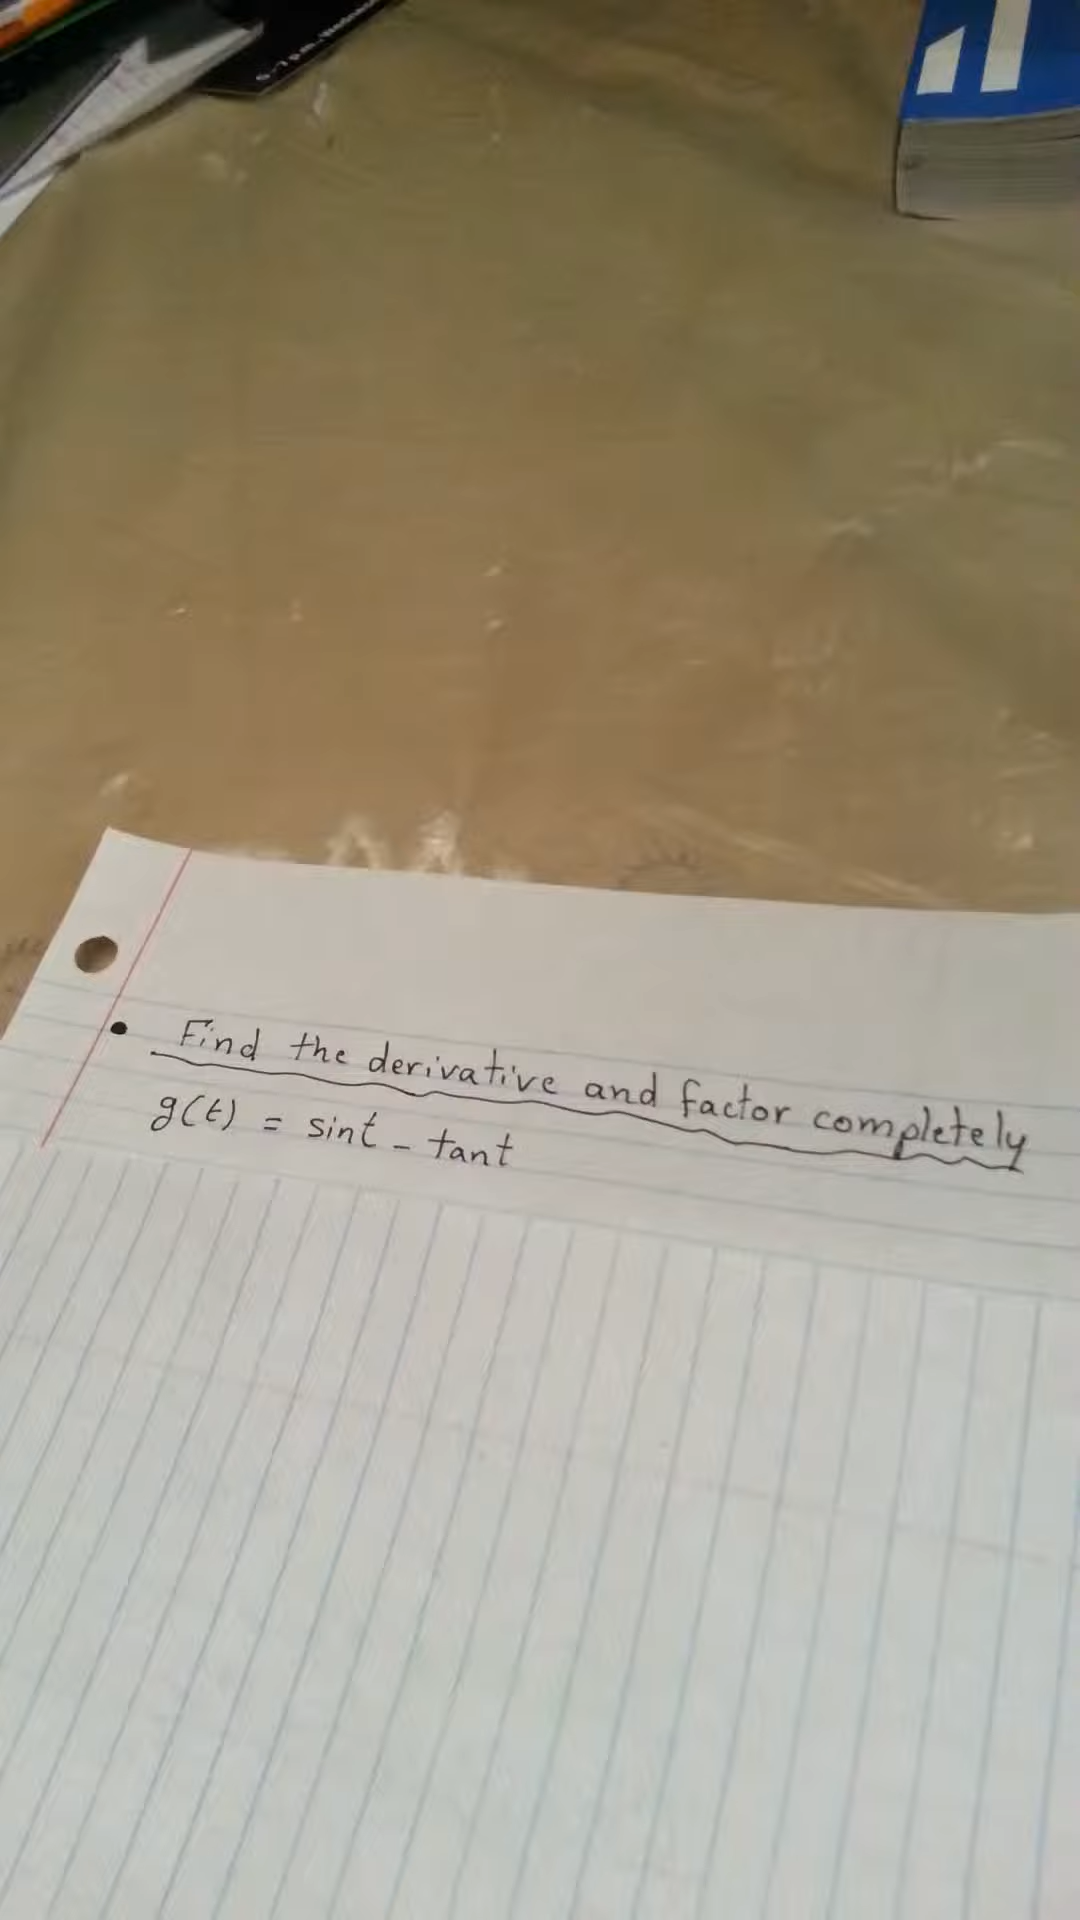 • Find the derivative and factor completely
g(t) = sint - tant